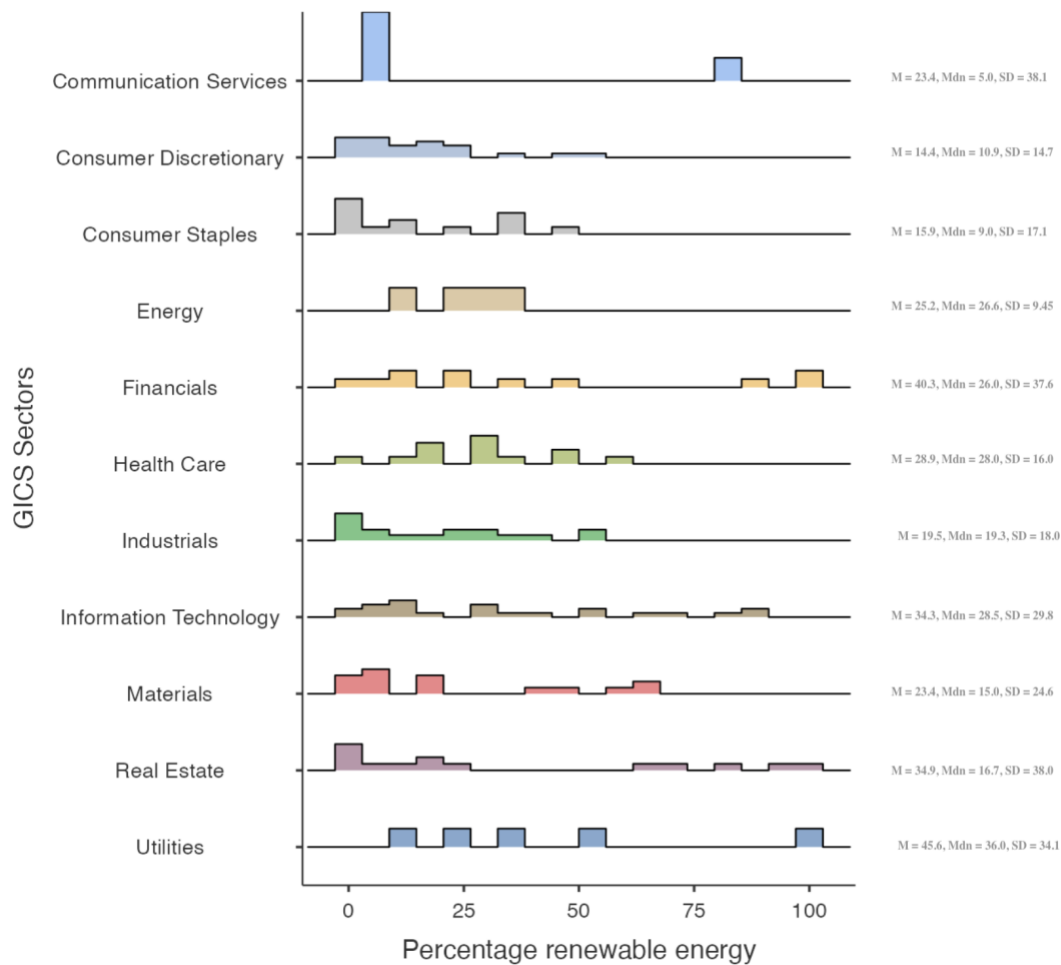 Communication Services M = 23.4, Mdn = 5.0, SD = 38.1
Consumer Discretionary M = 14.4, Mdn = 10.9, SD = 14.7
Consumer Staples M = 15.9, Mdn = 9.0, SD = 17.1
Energy M = 25.2, Mdn = 26.6, SD = 9.45
Financials M = 40.3, Mdn = 26.0, SD = 37.6
Health Care M = 28.9, Mdn = 28.0, SD = 16.0
Industrials M = 19.5, Mdn = 19.3, SD = 18.0
Information Technology M = 34.3, Mdn = 28.5, SD = 29.8
Materials M = 23.4, Mdn = 15.0, SD = 24.6
Real Estate M = 34.9, Mdn = 16.7, SD = 38.0
Utilities M = 45.6, Mdn = 36.0, SD = 34.1
GICS Sectors
0 25 50 75 100
Percentage renewable energy